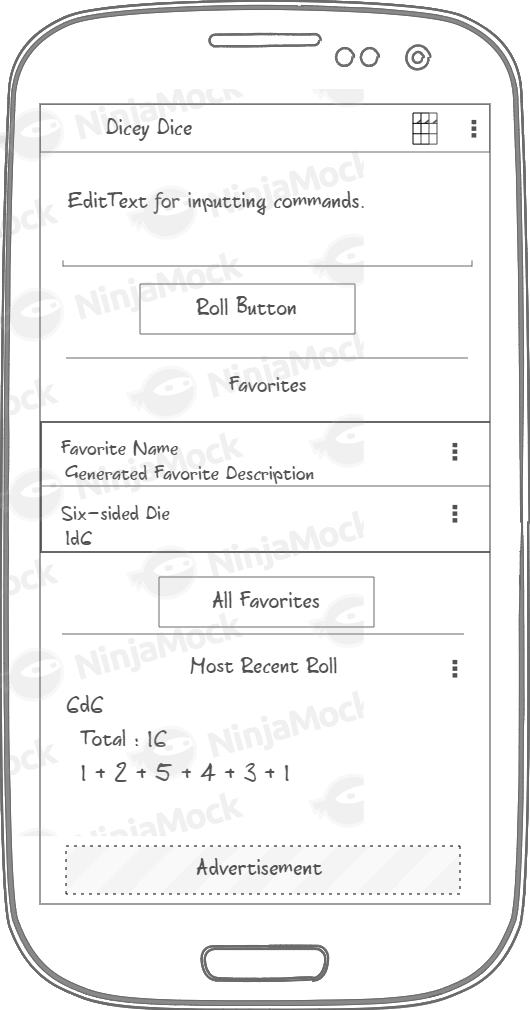 Dicey Dice
EditText for inputting commands.
Roll Button
Favorites
Favorite Name
Generated Favorite Description
Six-sided Die
1d6
All Favorites
Most Recent Roll
6d6
Total : 16
1 + 2 + 5 + 4 + 3 + 1
Advertisement
NinjaMock